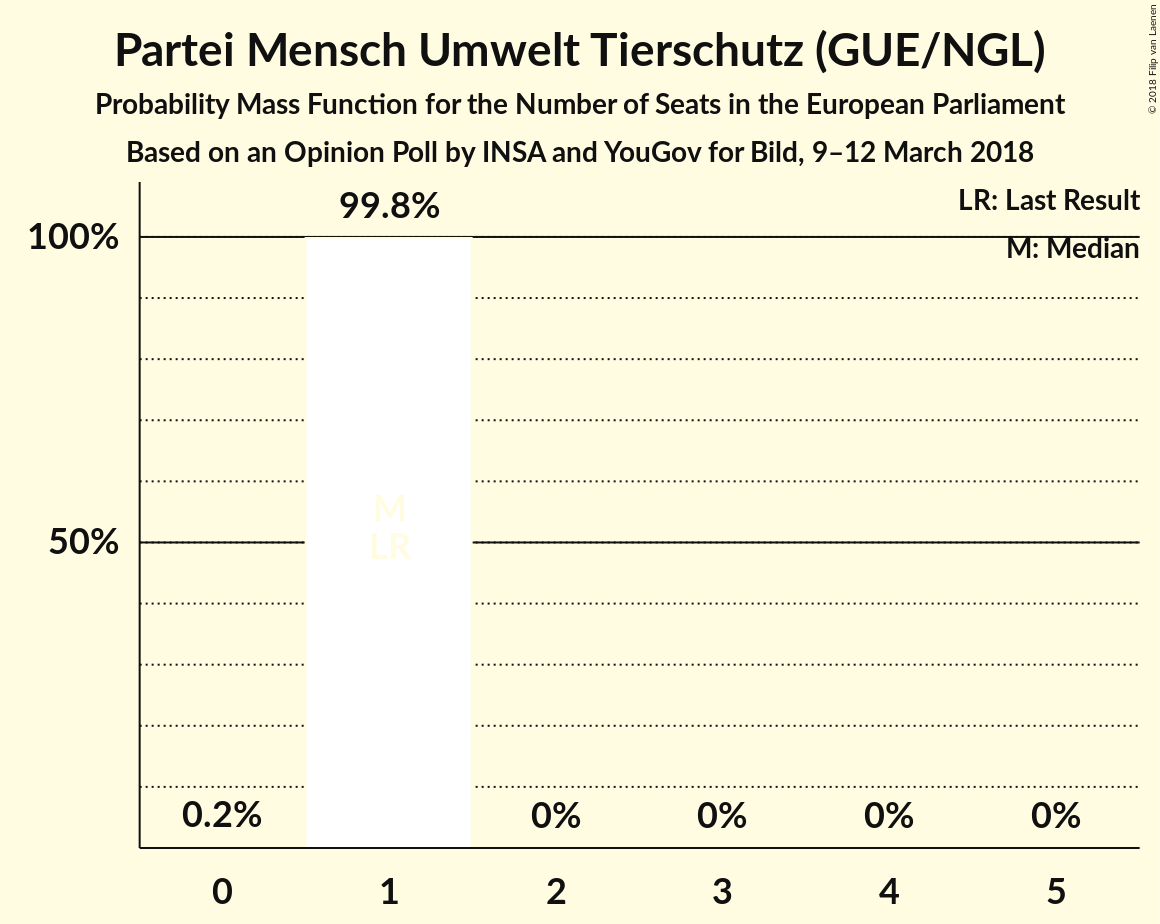 Partei Mensch Umwelt Tierschutz (GUE/NGL)
Probability Mass Function for the Number of Seats in the European Parliament
Based on an Opinion Poll by INSA and YouGov for Bild, 9–12 March 2018
© 2018 Filip van Laenen
LR: Last Result
M: Median
99.8%
100%
50%
M
LR
0.2%
0%
0%
0%
0%
0
1
2
3
4
5